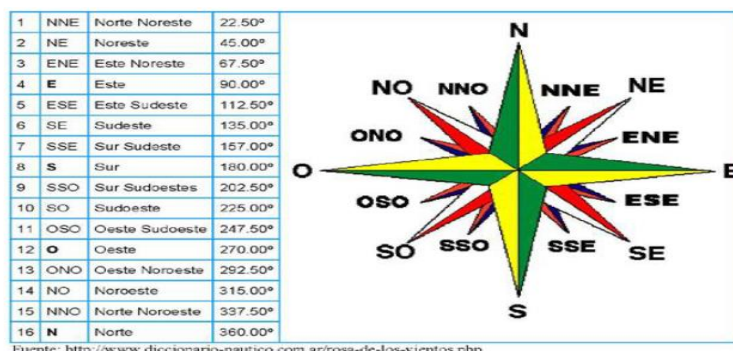 1 NNE Norte Noreste 22.50º
2 NE Noreste 45.00º
3 ENE Este Noreste 67.50º
4 E Este 90.00º
5 ESE Este Sudeste 112.50º
6 SE Sudeste 135.00º
7 SSE Sur Sudeste 157.00º
8 S Sur 180.00º
9 SSO Sur Sudoestes 202.50º
10 SO Sudoeste 225.00º
11 OSO Oeste Sudoeste 247.50º
12 O Oeste 270.00º
13 ONO Oeste Noroeste 292.50º
14 NO Noroeste 315.00º
15 NNO Norte Noroeste 337.50º
16 N Norte 360.00º
N
NO NNO NNE NE
ONO ENE
O E
OSO ESE
SO SSO SSE SE
S
Fuente: http://www.diccionario-nautico.com.ar/rosa-de-los-vientos.php